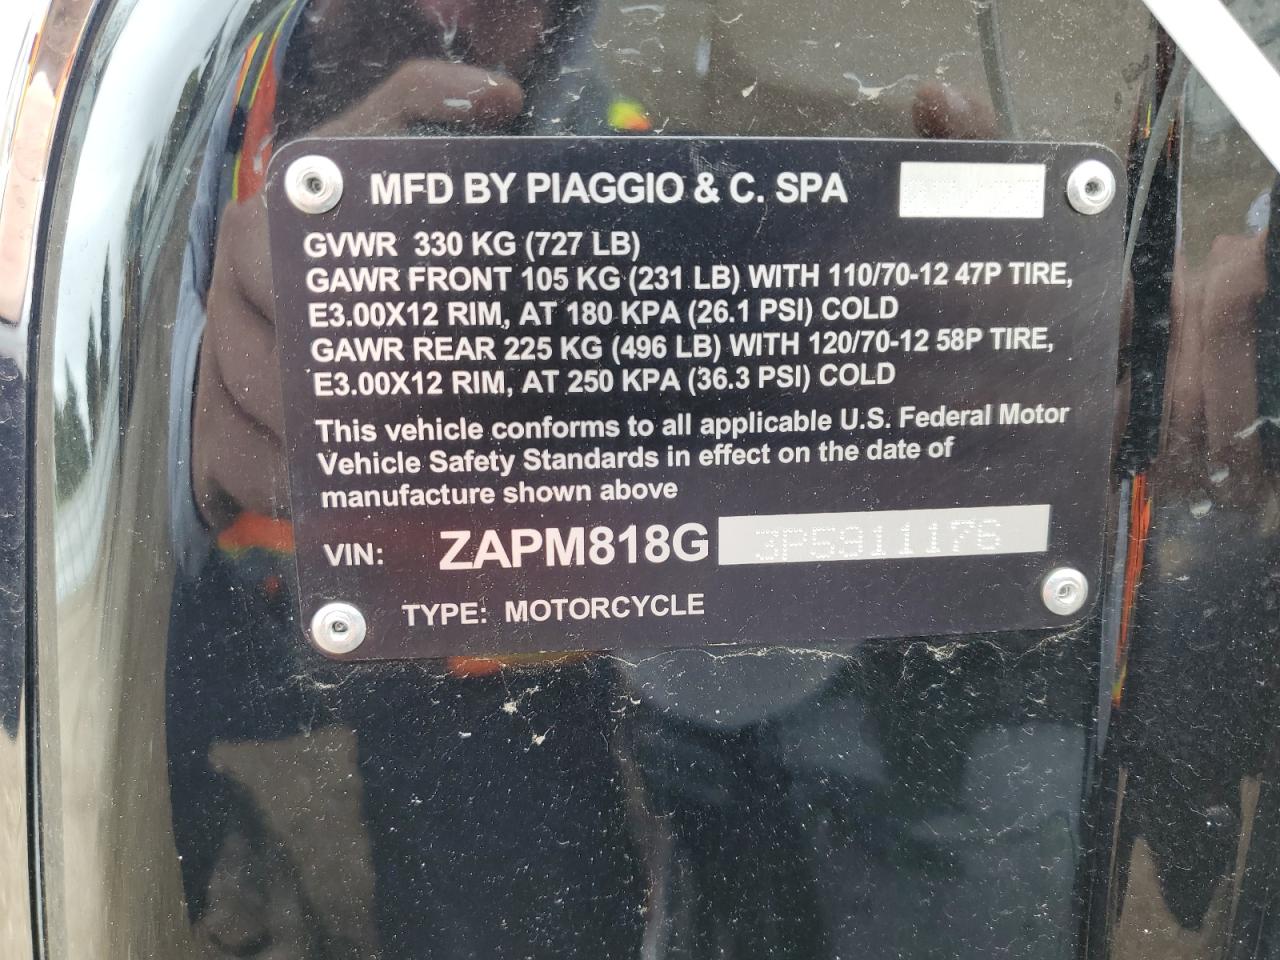 MFD BY PIAGGIO & C. SPA
GVWR 330 KG (727 LB)
GAWR FRONT 105 KG (231 LB) WITH 110/70-12 47P TIRE,
E3.00X12 RIM, AT 180 KPA (26.1 PSI) COLD
GAWR REAR 225 KG (496 LB) WITH 120/70-12 58P TIRE,
E3.00X12 RIM, AT 250 KPA (36.3 PSI) COLD
This vehicle conforms to all applicable U.S. Federal Motor
Vehicle Safety Standards in effect on the date of
manufacture shown above
VIN: ZAPM818G 3P5911176
TYPE: MOTORCYCLE